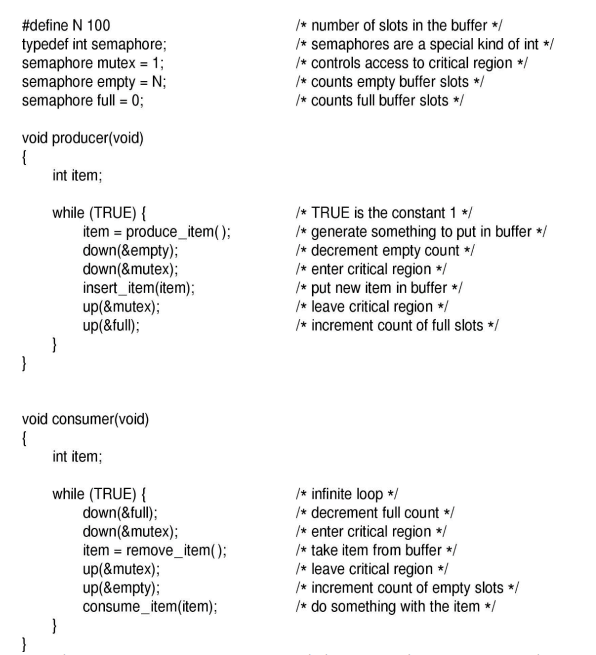 #define N 100 /* number of slots in the buffer */
typedef int semaphore; /* semaphores are a special kind of int */
semaphore mutex = 1; /* controls access to critical region */
semaphore empty = N; /* counts empty buffer slots */
semaphore full = 0; /* counts full buffer slots */
void producer(void)
{
int item;
while (TRUE) { /* TRUE is the constant 1 */
item = produce_item( ); /* generate something to put in buffer */
down(&empty); /* decrement empty count */
down(&mutex); /* enter critical region */
insert_item(item); /* put new item in buffer */
up(&mutex); /* leave critical region */
up(&full); /* increment count of full slots */
}
}
void consumer(void)
{
int item;
while (TRUE) { /* infinite loop */
down(&full); /* decrement full count */
down(&mutex); /* enter critical region */
item = remove_item( ); /* take item from buffer */
up(&mutex); /* leave critical region */
up(&empty); /* increment count of empty slots */
consume_item(item); /* do something with the item */
}
}